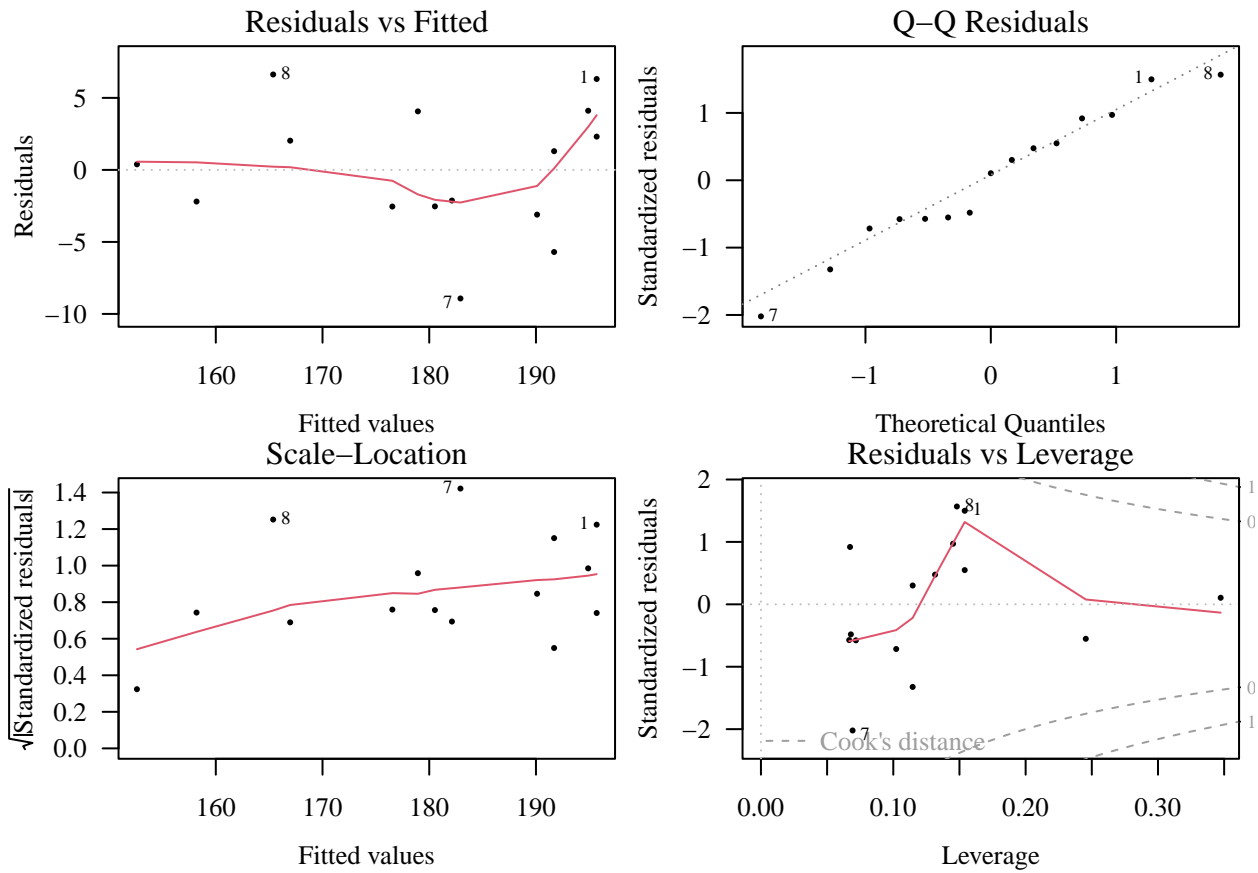 Residuals vs Fitted
Residuals
5
0
−5
−10
8
1
7
160 170 180 190
Fitted values
Q−Q Residuals
Standardized residuals
1
0
−1
−2
1
8
7
−1 0 1
Theoretical Quantiles
Scale−Location
√|Standardized residuals|
1.4
1.2
1.0
0.8
0.6
0.4
0.2
0.0
7
8
1
160 170 180 190
Fitted values
Residuals vs Leverage
Standardized residuals
2
1
0
−1
−2
8
1
7
Cook's distance
1
0
0
1
0.00 0.10 0.20 0.30
Leverage